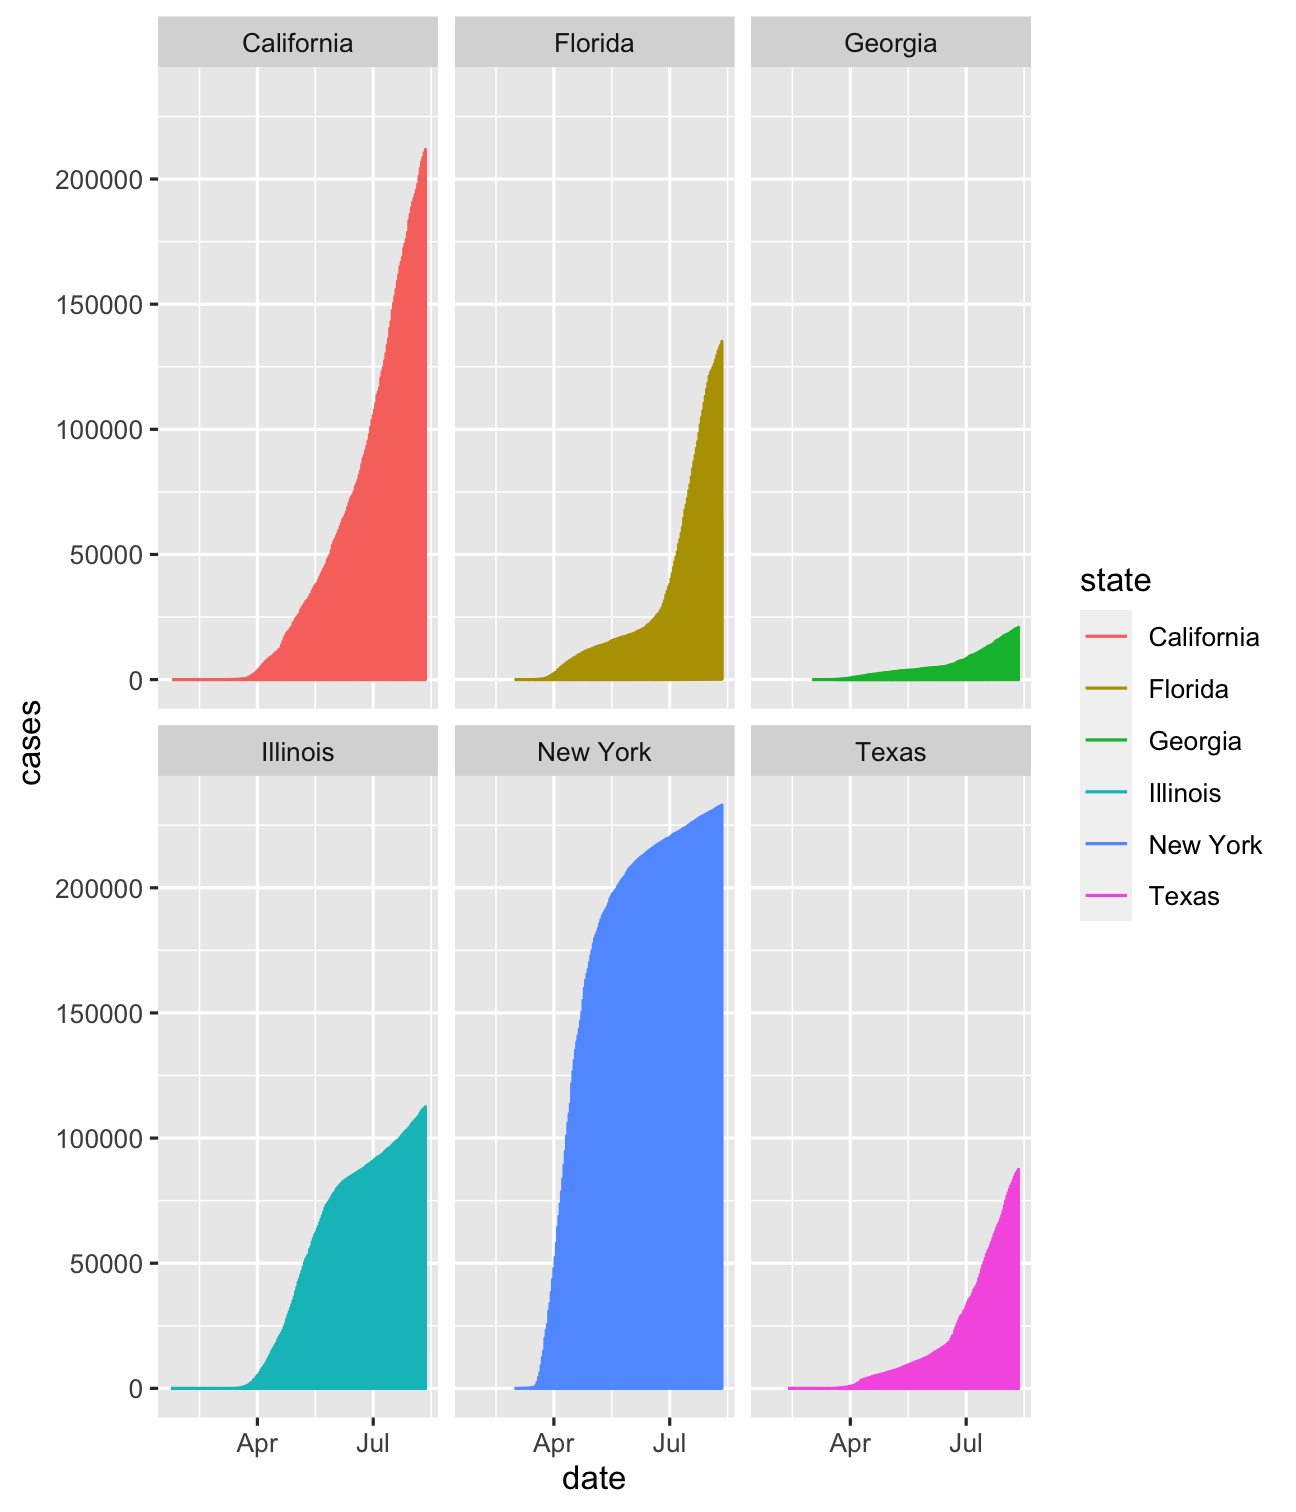 California Florida Georgia
200000
150000
100000
50000
0
Illinois New York Texas
200000
150000
100000
50000
0
Apr Jul Apr Jul Apr Jul
date
cases
state
California
Florida
Georgia
Illinois
New York
Texas